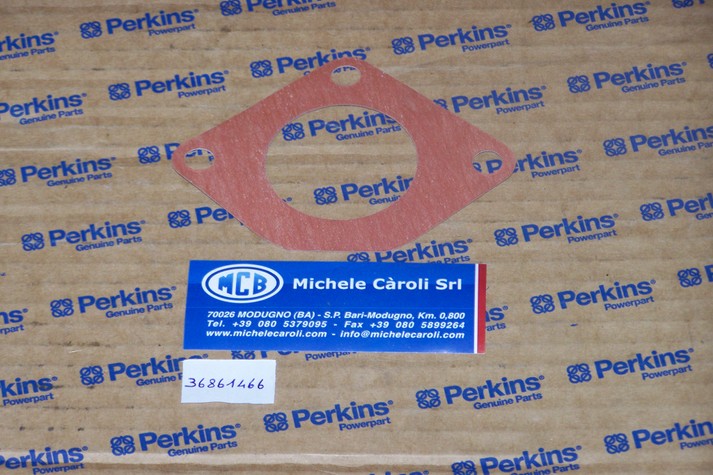 Perkins
Powerpart
Perkins
Genuine Parts
MCB
Michele Càroli Srl
70026 MODUGNO (BA) - S.P. Bari-Modugno, Km. 0,800
Tel. +39 080 5379095 - Fax +39 080 5899264
www.michelecaroli.com - info@michelecaroli.com
36861466